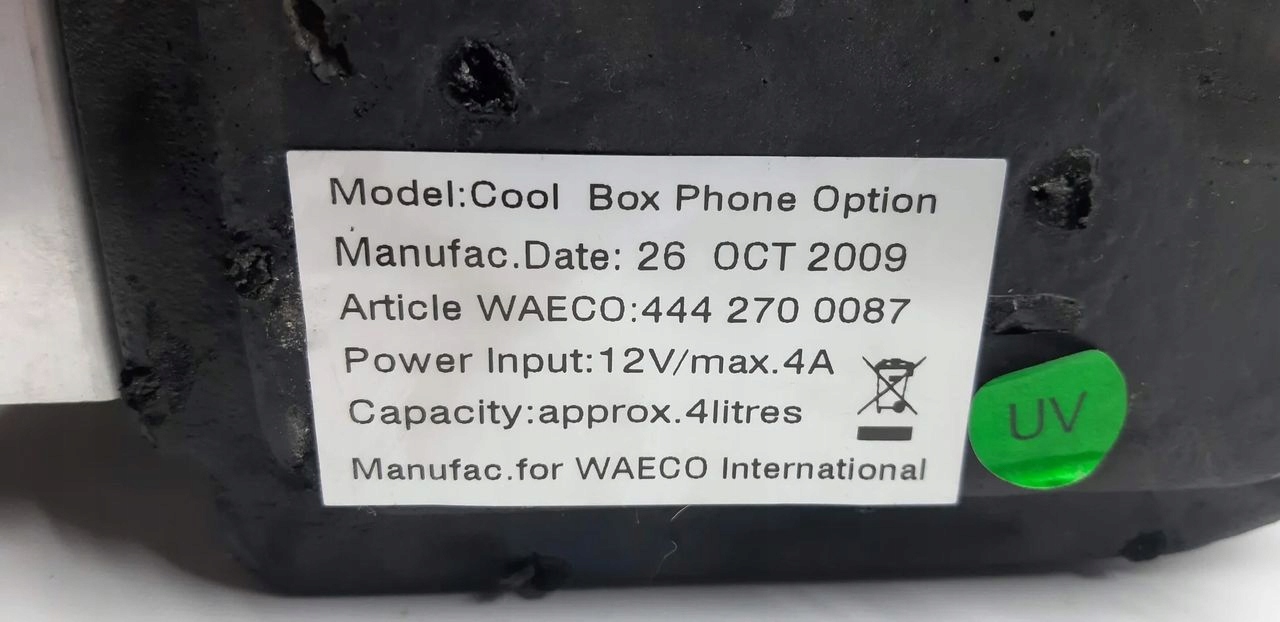 Model:Cool Box Phone Option
Manufac.Date: 26 OCT 2009
Article WAECO:444 270 0087
Power Input:12V/max.4A
Capacity:approx.4litres
Manufac.for WAECO International
UV